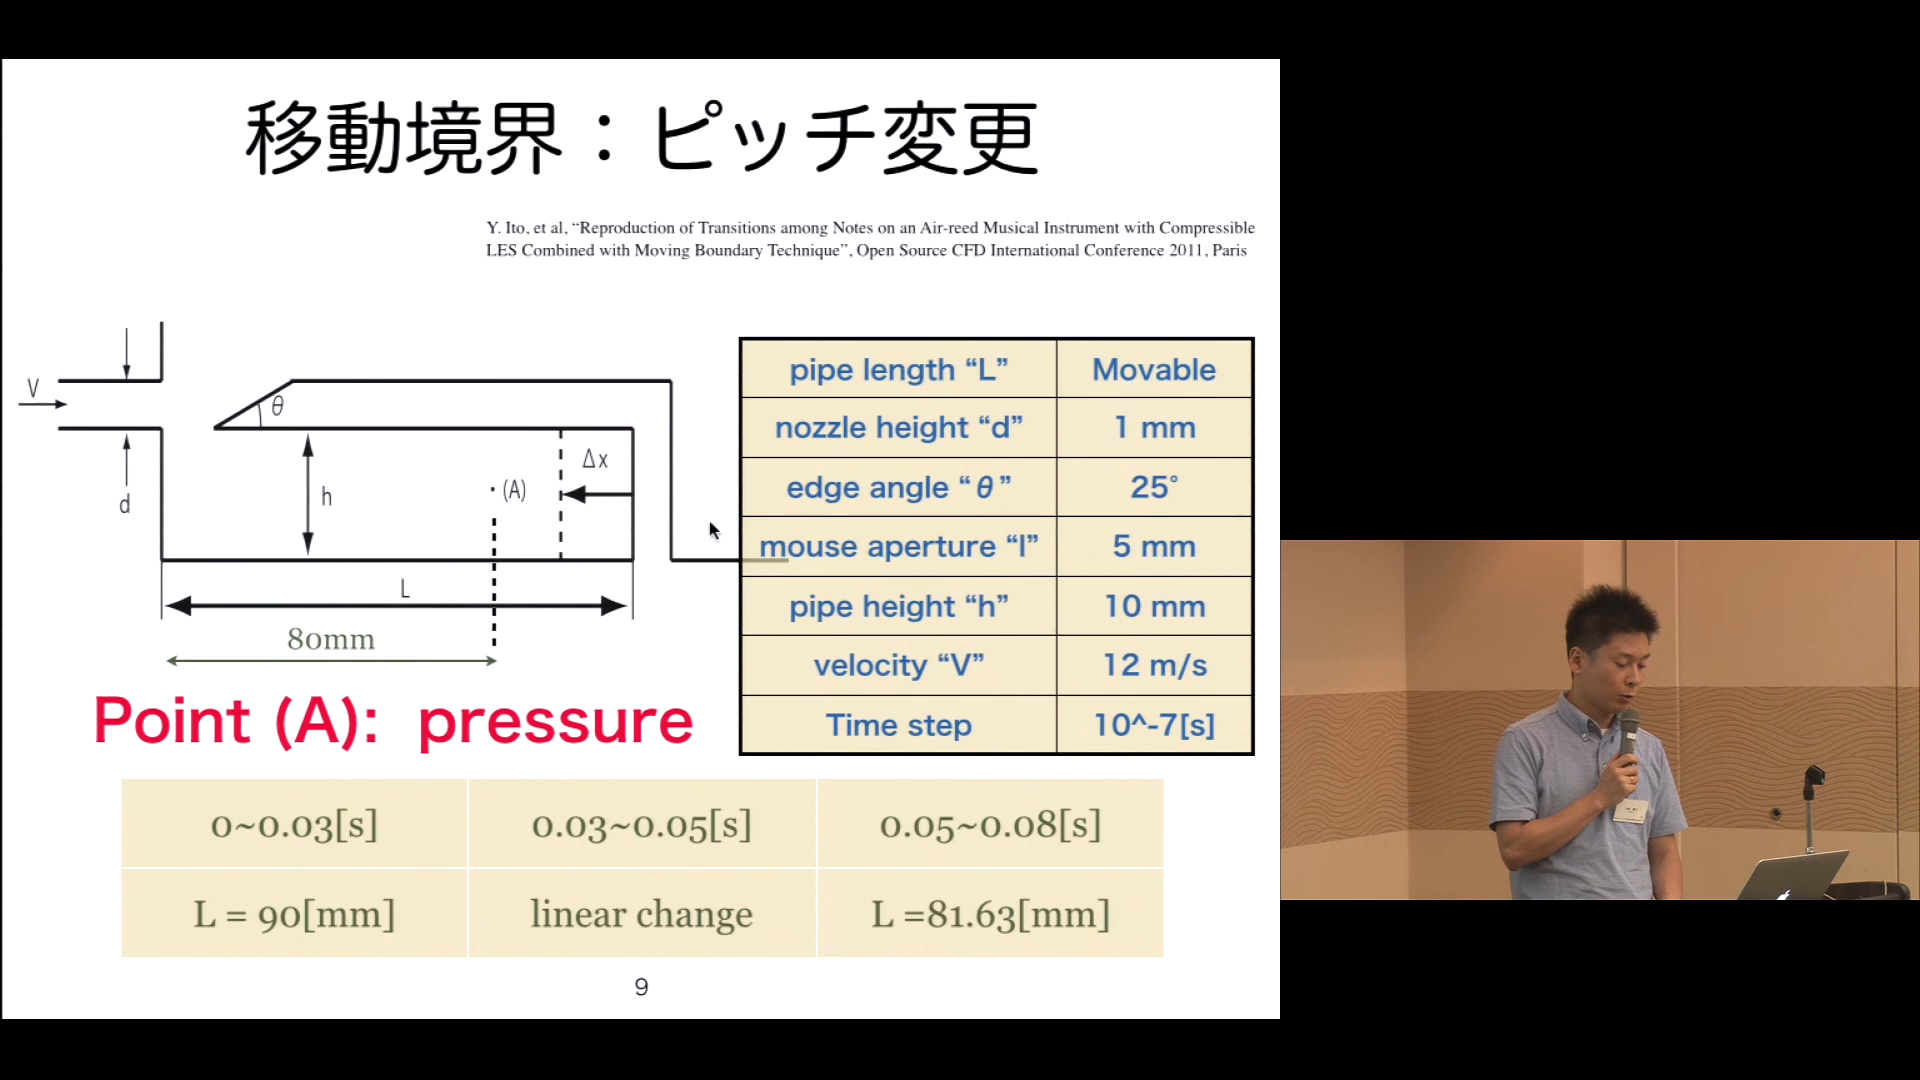 移動境界：ピッチ変更
Y. Ito, et al, “Reproduction of Transitions among Notes on an Air-reed Musical Instrument with Compressible
LES Combined with Moving Boundary Technique”, Open Source CFD International Conference 2011, Paris
V
θ
d
h
・(A)
Δx
L
80mm
Point (A): pressure
pipe length “L” Movable
nozzle height “d” 1 mm
edge angle “θ” 25°
mouse aperture “l” 5 mm
pipe height “h” 10 mm
velocity “V” 12 m/s
Time step 10^-7[s]
0~0.03[s] 0.03~0.05[s] 0.05~0.08[s]
L = 90[mm] linear change L =81.63[mm]
9